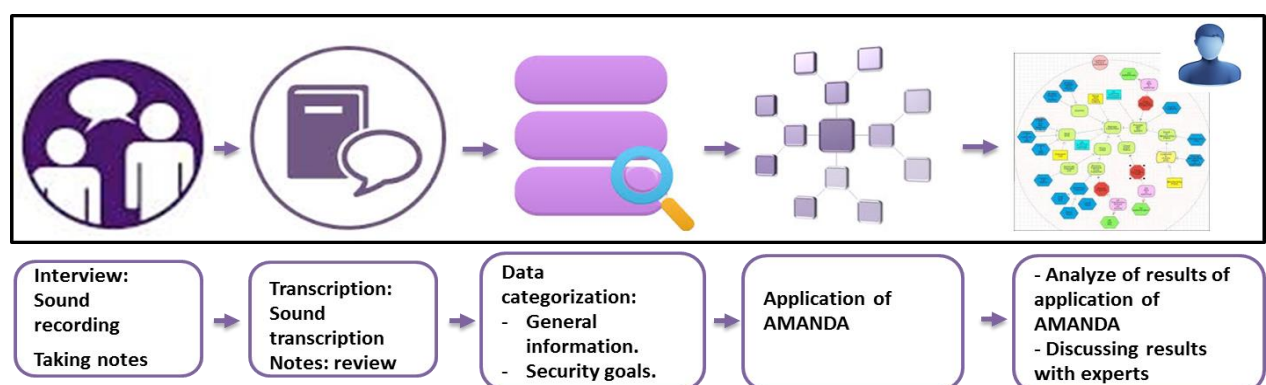 Interview:
Sound
recording
Taking notes
Transcription:
Sound
transcription
Notes: review
Data
categorization:
- General
information.
- Security goals.
Application of
AMANDA
- Analyze of results of
application of
AMANDA
- Discussing results
with experts